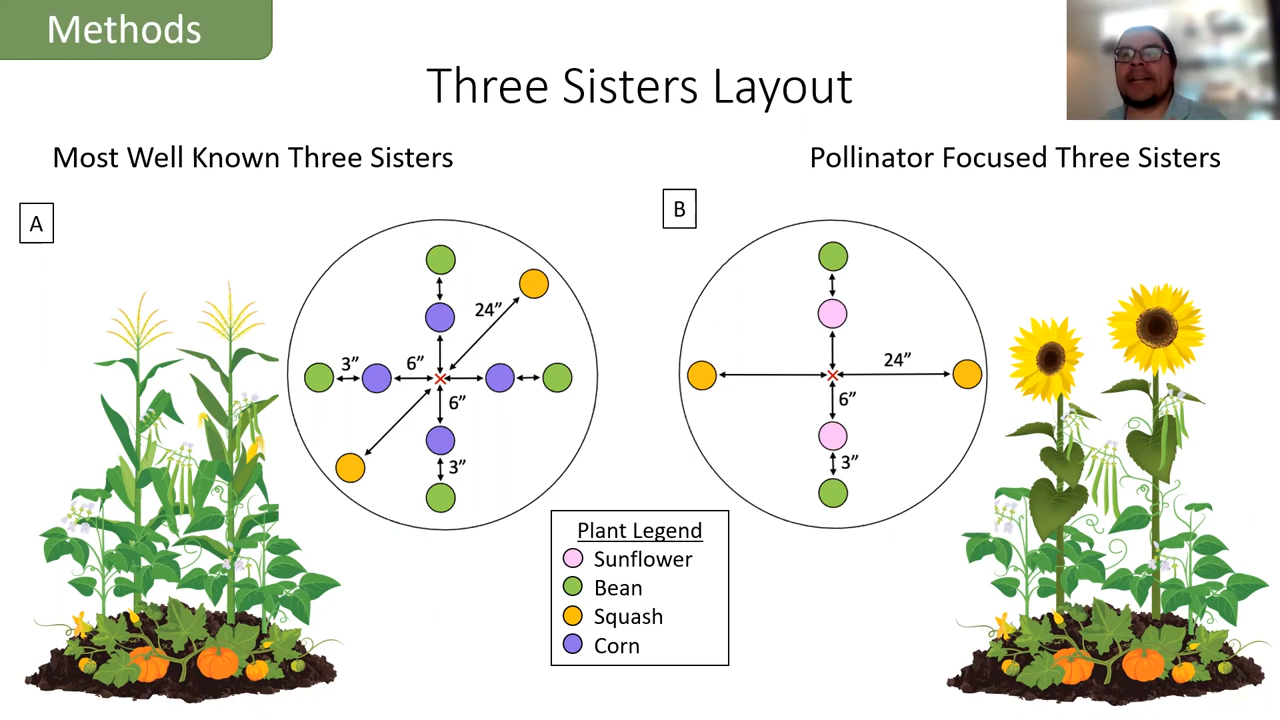 Methods
Three Sisters Layout
Most Well Known Three Sisters
Pollinator Focused Three Sisters
A
B
24”
3”
6”
6”
3”
24”
6”
3”
Plant Legend
Sunflower
Bean
Squash
Corn